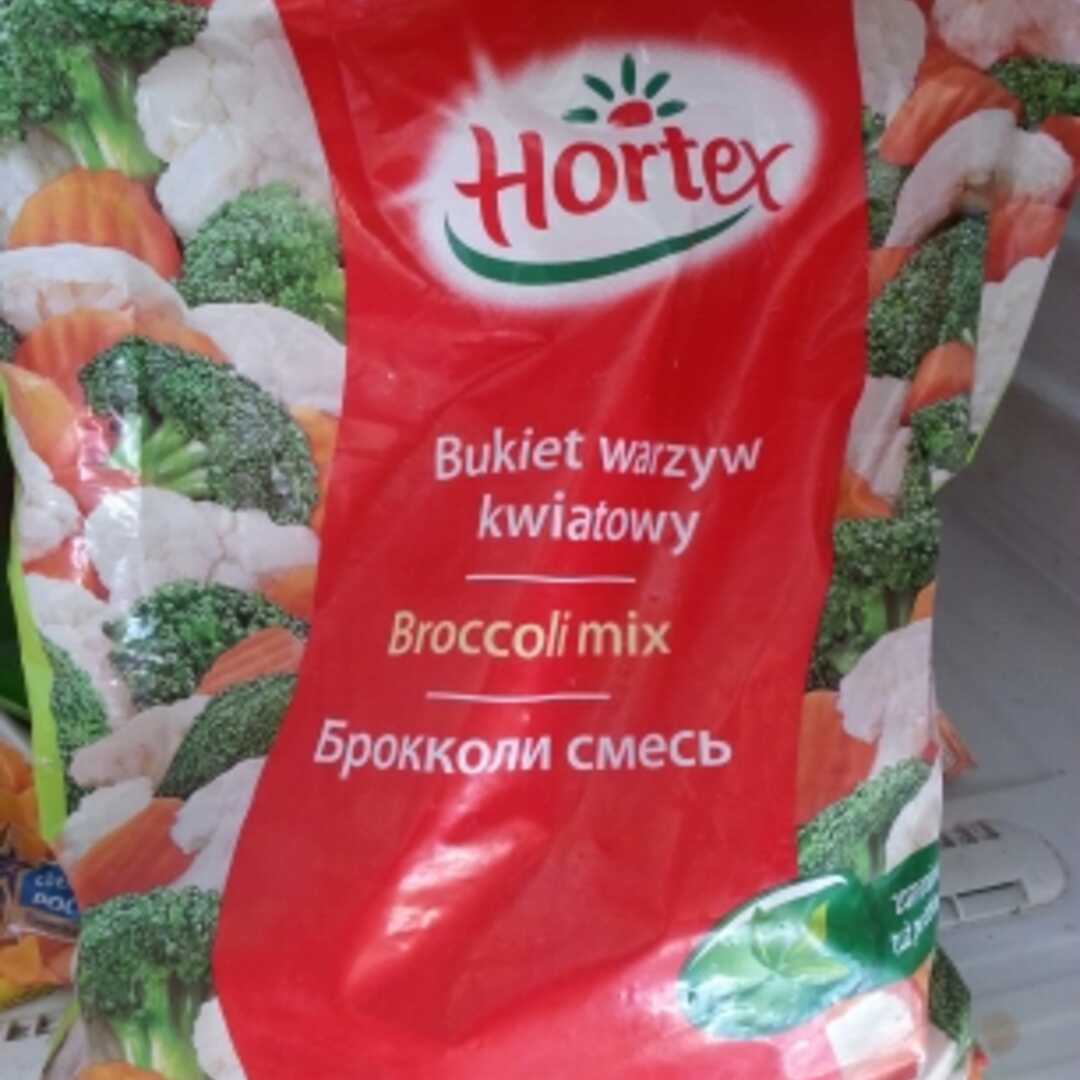 Hortex
Bukiet warzyw
kwiatowy
Broccoli mix
Брокколи смесь